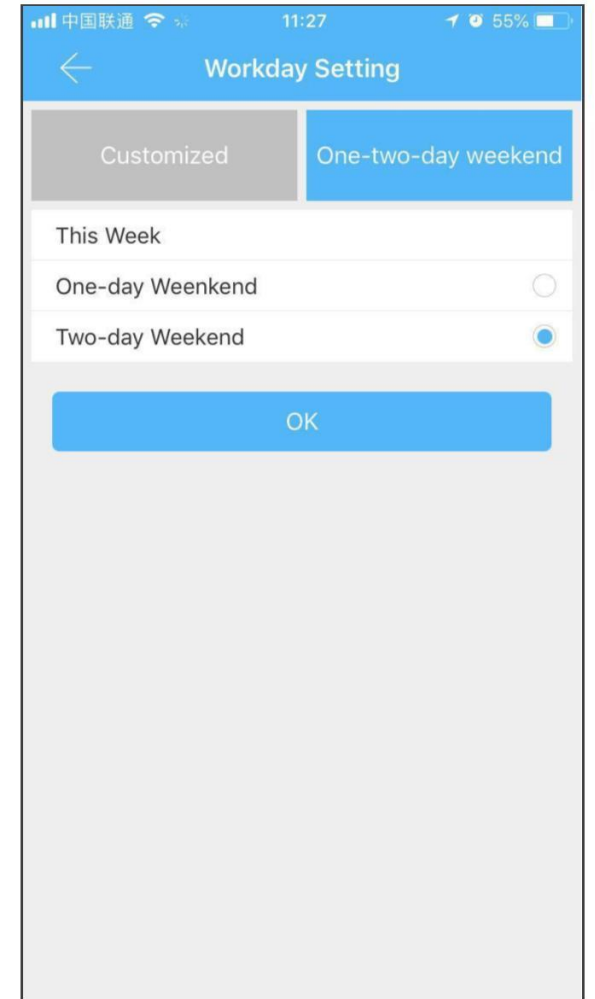 中国联通 11:27 55%
Workday Setting
Customized One-two-day weekend
This Week
One-day Weenkend
Two-day Weekend
OK